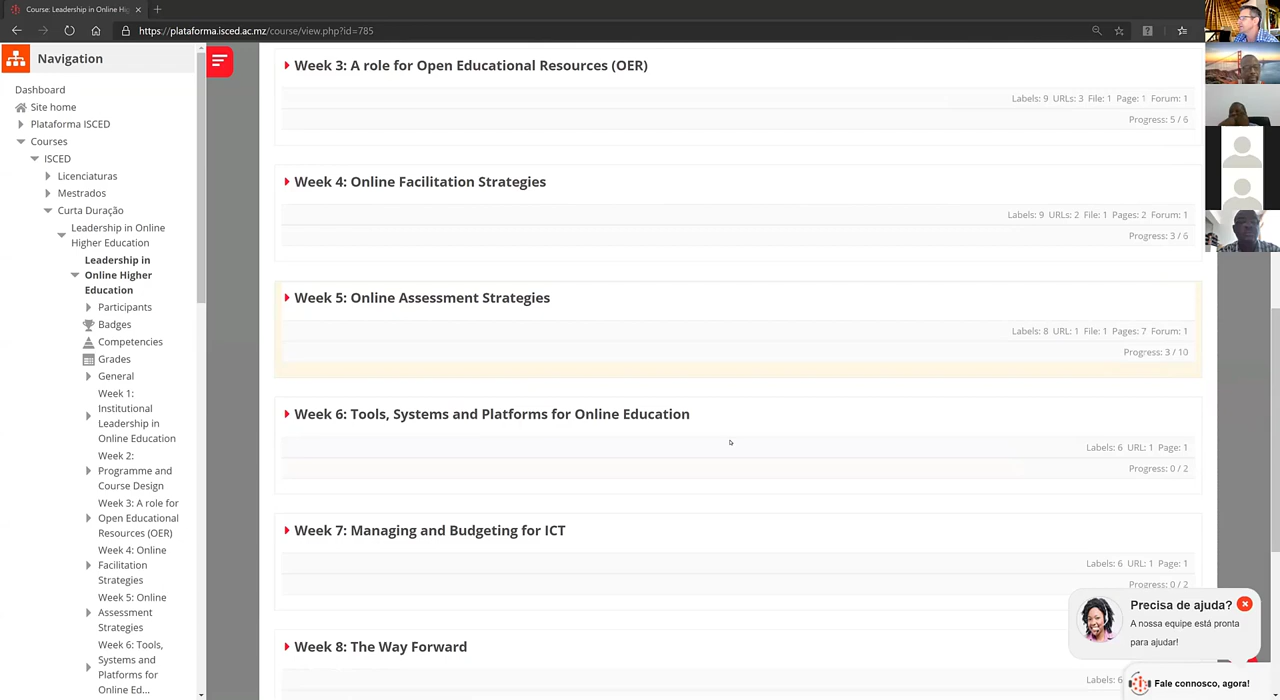 Course: Leadership in Online Hig
https://plataforma.isced.ac.mz/course/view.php?id=785
Navigation
Dashboard
Site home
Plataforma ISCED
Courses
ISCED
Licenciaturas
Mestrados
Curta Duração
Leadership in Online
Higher Education
Leadership in
Online Higher
Education
Participants
Badges
Competencies
Grades
General
Week 1:
Institutional
Leadership in
Online Education
Week 2:
Programme and
Course Design
Week 3: A role for
Open Educational
Resources (OER)
Week 4: Online
Facilitation
Strategies
Week 5: Online
Assessment
Strategies
Week 6: Tools,
Systems and
Platforms for
Online Ed...
Week 3: A role for Open Educational Resources (OER)
Labels: 9 URLs: 3 File: 1 Page: 1 Forum: 1
Progress: 5 / 6
Week 4: Online Facilitation Strategies
Labels: 9 URLs: 2 File: 1 Pages: 2 Forum: 1
Progress: 3 / 6
Week 5: Online Assessment Strategies
Labels: 8 URL: 1 File: 1 Pages: 7 Forum: 1
Progress: 3 / 10
Week 6: Tools, Systems and Platforms for Online Education
Labels: 6 URL: 1 Page: 1
Progress: 0 / 2
Week 7: Managing and Budgeting for ICT
Labels: 6 URL: 1 Page: 1
Progress: 0 / 2
Week 8: The Way Forward
Labels: 6
Precisa de ajuda?
A nossa equipe está pronta
para ajudar!
Fale connosco, agora!